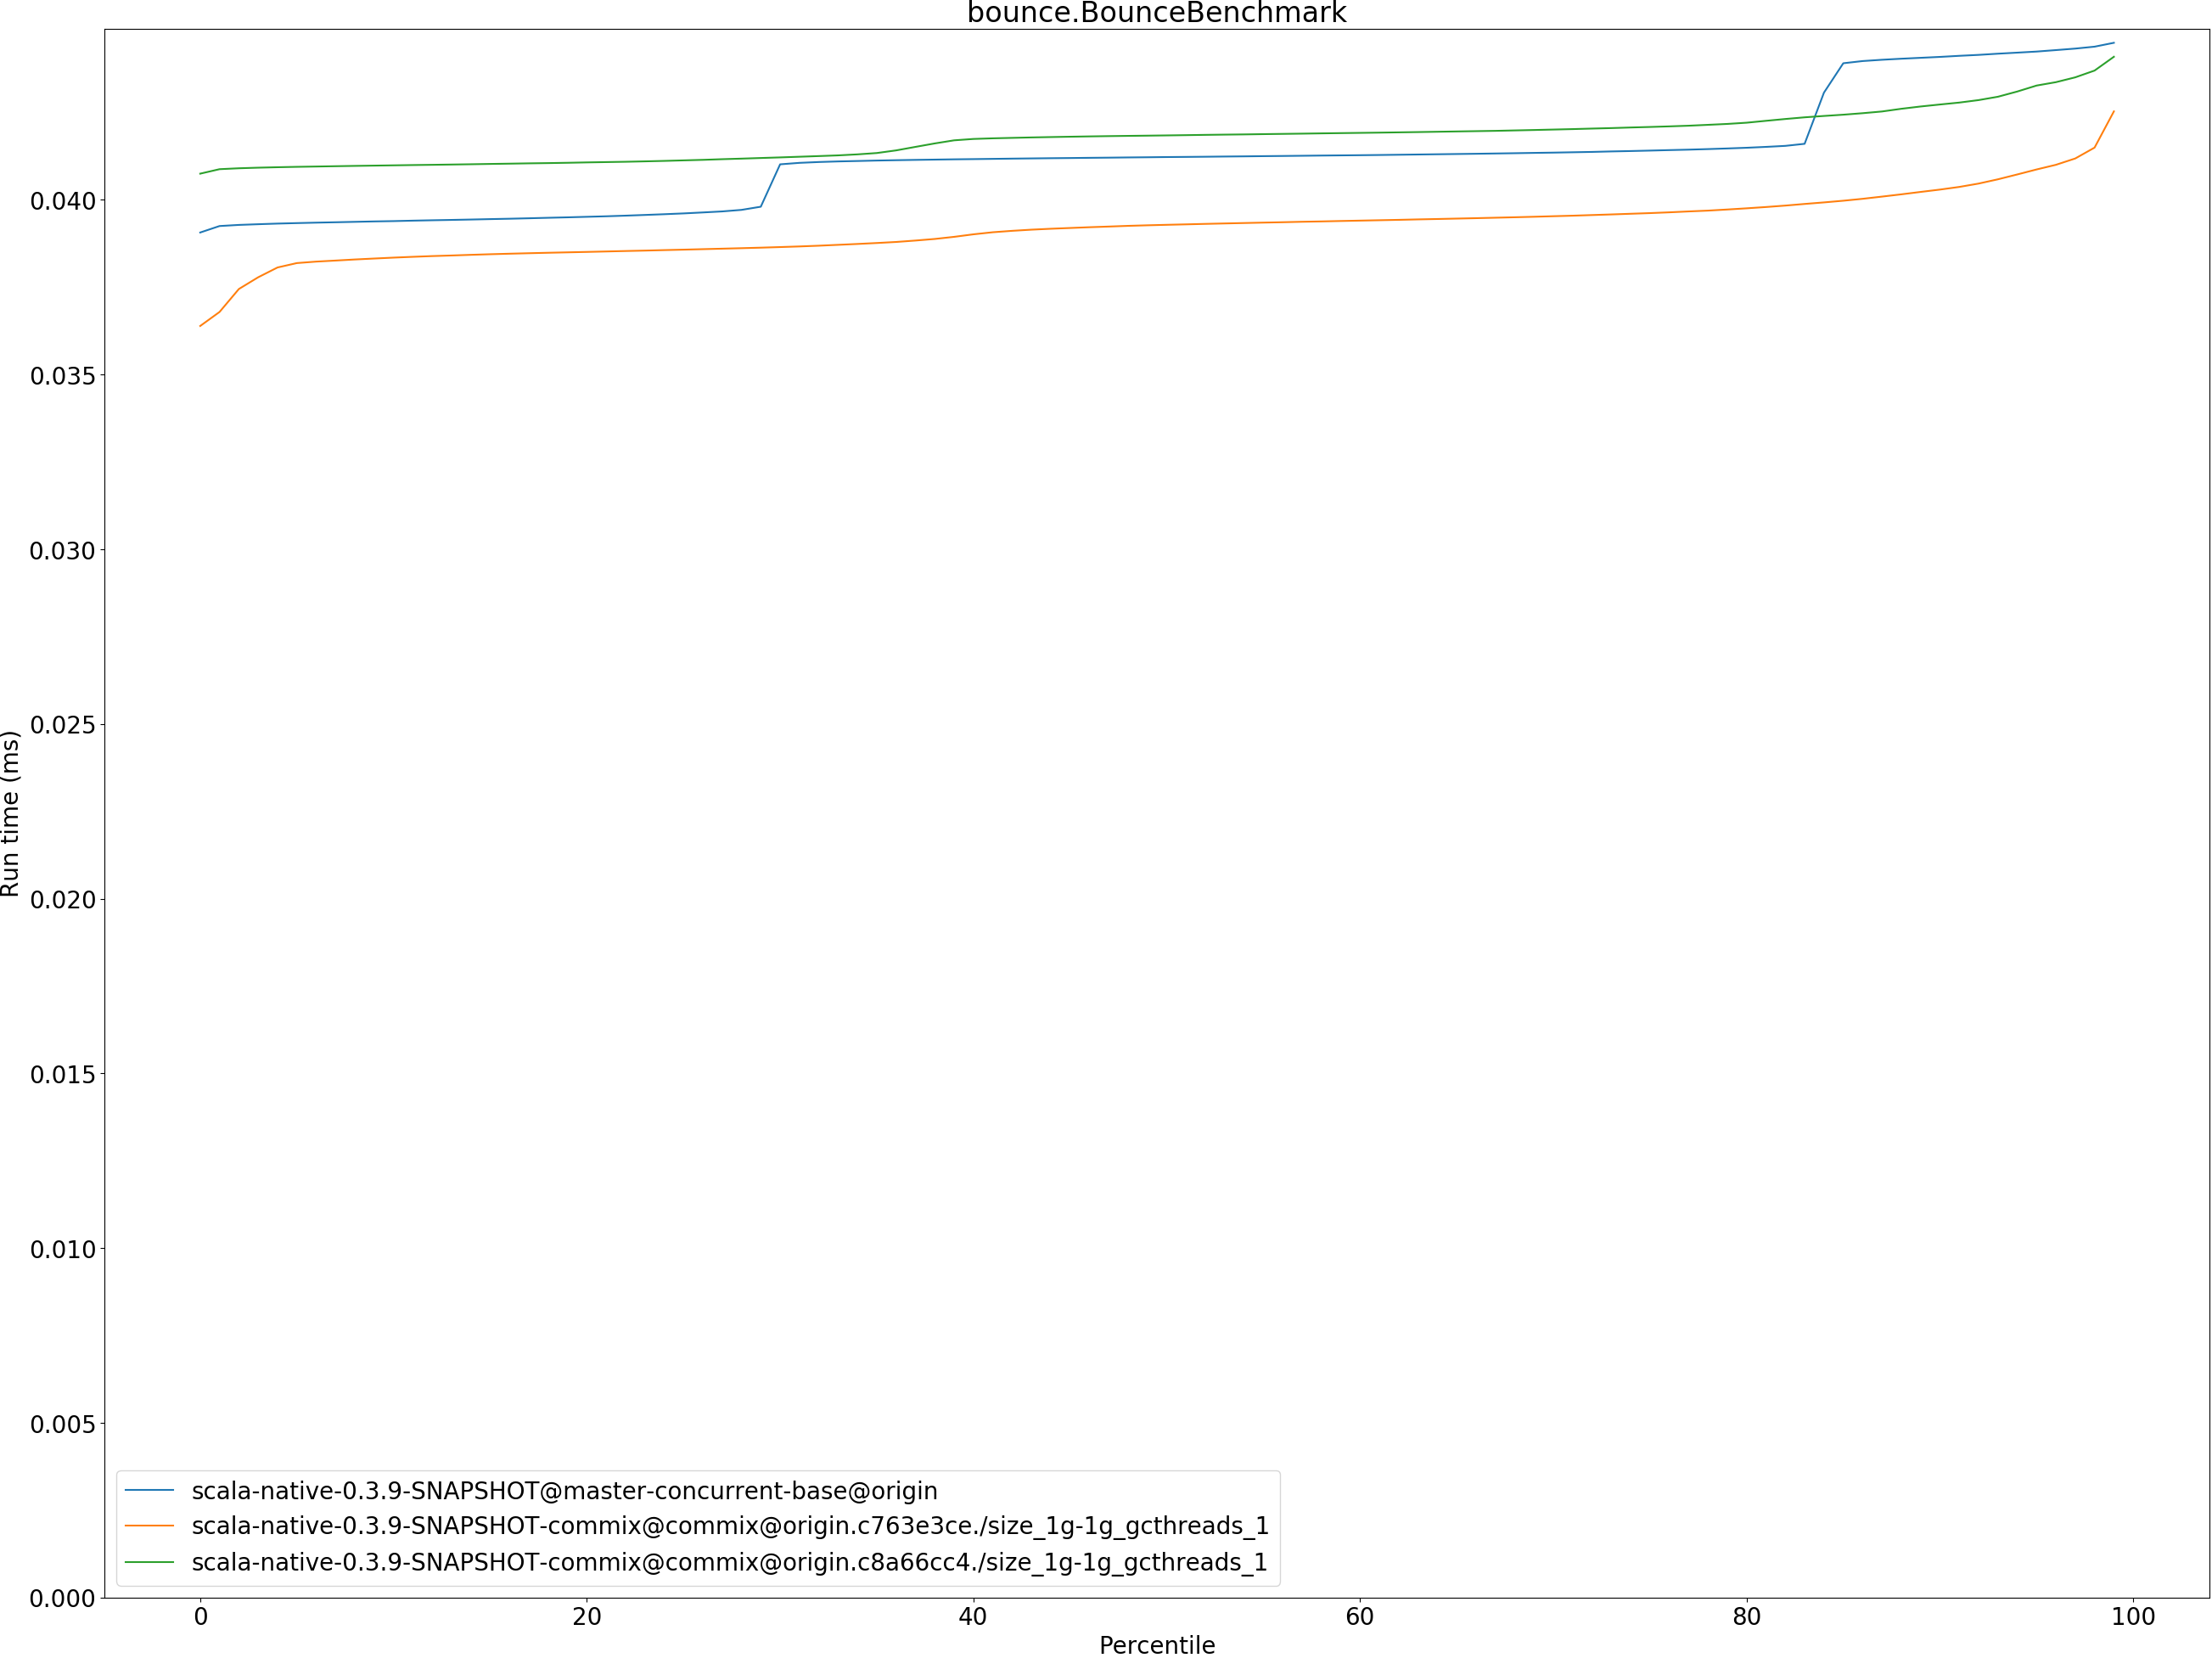 bounce.BounceBenchmark
Run time (ms)
0.040
0.035
0.030
0.025
0.020
0.015
0.010
0.005
0.000
scala-native-0.3.9-SNAPSHOT@master-concurrent-base@origin
scala-native-0.3.9-SNAPSHOT-commix@commix@origin.c763e3ce./size_1g-1g_gcthreads_1
scala-native-0.3.9-SNAPSHOT-commix@commix@origin.c8a66cc4./size_1g-1g_gcthreads_1
0 20 40 60 80 100
Percentile